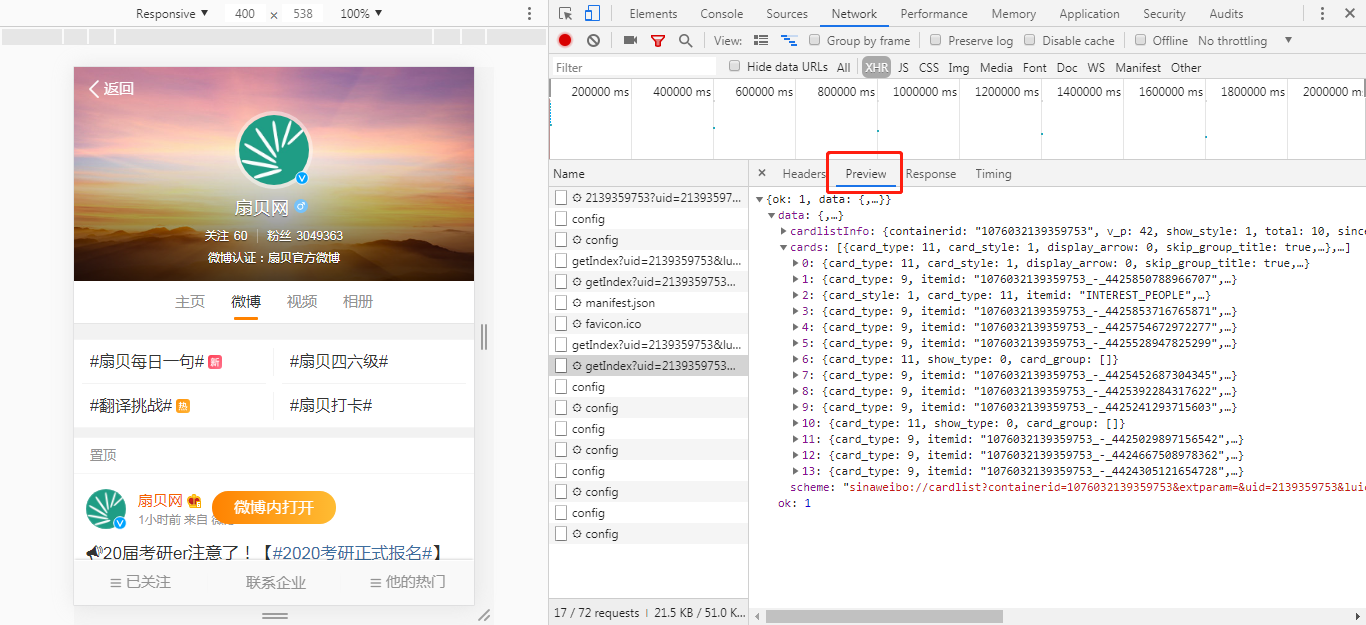 Responsive ▼ 400 × 538 100% ▼
返回
扇贝网
关注 60 粉丝 3049363
微博认证：扇贝官方微博
主页 微博 视频 相册
#扇贝每日一句# 新 #扇贝四六级#
#翻译挑战# 热 #扇贝打卡#
置顶
扇贝网
微博内打开
1小时前 来自
20届考研er注意了！【#2020考研正式报名#】
已关注 联系企业 他的热门
Elements Console Sources Network Performance Memory Application Security Audits
View: Group by frame Preserve log Disable cache Offline No throttling ▼
Filter Hide data URLs All XHR JS CSS Img Media Font Doc WS Manifest Other
200000 ms 400000 ms 600000 ms 800000 ms 1000000 ms 1200000 ms 1400000 ms 1600000 ms 1800000 ms 2000000 ms
Name
2139359753?uid=21393597...
config
config
getIndex?uid=2139359753&lu...
getIndex?uid=2139359753...
manifest.json
favicon.ico
getIndex?uid=2139359753&lu...
getIndex?uid=2139359753...
config
config
config
config
config
config
config
config
17 / 72 requests 21.5 KB / 51.0 K...
× Headers Preview Response Timing
▼{ok: 1, data: {,…}}
▼data: {,…}
▶cardlistInfo: {containerid: "1076032139359753", v_p: 42, show_style: 1, total: 10, since
▼cards: [{card_type: 11, card_style: 1, display_arrow: 0, skip_group_title: true,…},…]
▶0: {card_type: 11, card_style: 1, display_arrow: 0, skip_group_title: true,…}
▶1: {card_type: 9, itemid: "1076032139359753_-_4425850788966707",…}
▶2: {card_style: 1, card_type: 11, itemid: "INTEREST_PEOPLE",…}
▶3: {card_type: 9, itemid: "1076032139359753_-_4425853716765871",…}
▶4: {card_type: 9, itemid: "1076032139359753_-_4425754672972277",…}
▶5: {card_type: 9, itemid: "1076032139359753_-_4425528947825299",…}
▶6: {card_type: 11, show_type: 0, card_group: []}
▶7: {card_type: 9, itemid: "1076032139359753_-_4425452687304345",…}
▶8: {card_type: 9, itemid: "1076032139359753_-_4425392284317622",…}
▶9: {card_type: 9, itemid: "1076032139359753_-_4425241293715603",…}
▶10: {card_type: 11, show_type: 0, card_group: []}
▶11: {card_type: 9, itemid: "1076032139359753_-_4425029897156542",…}
▶12: {card_type: 9, itemid: "1076032139359753_-_4424667508978362",…}
▶13: {card_type: 9, itemid: "1076032139359753_-_4424305121654728",…}
scheme: "sinaweibo://cardlist?containerid=1076032139359753&extparam=&uid=2139359753&luic
ok: 1